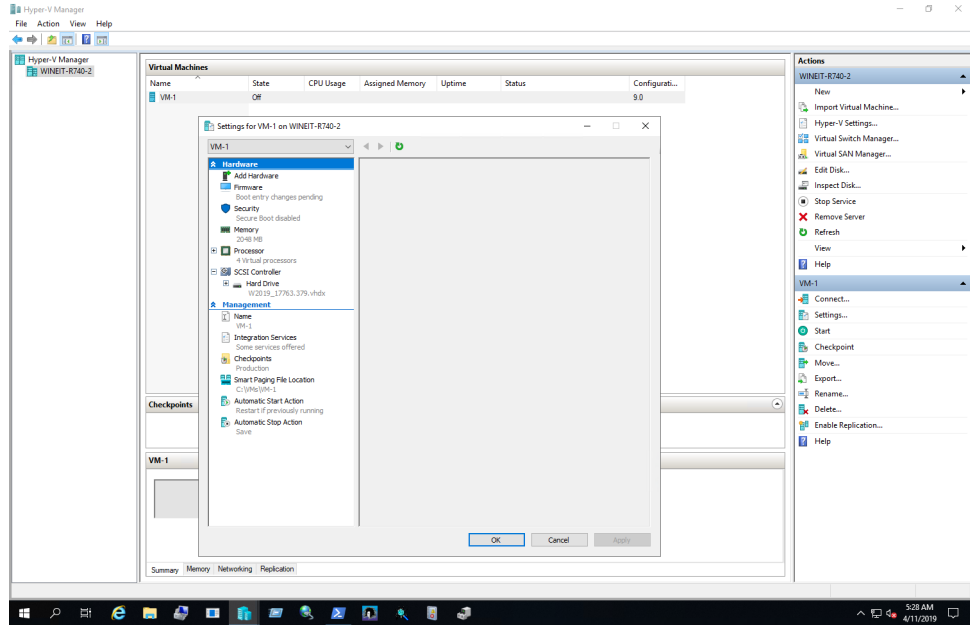 Hyper-V Manager
File Action View Help
Hyper-V Manager
WINEIT-R740-2
Virtual Machines
Name State CPU Usage Assigned Memory Uptime Status Configurati...
VM-1 Off 9.0
Settings for VM-1 on WINEIT-R740-2
VM-1
Hardware
Add Hardware
Firmware
Boot entry changes pending
Security
Secure Boot disabled
Memory
2048 MB
Processor
4 Virtual processors
SCSI Controller
Hard Drive
W2019_17763.379.vhdx
Management
Name
VM-1
Integration Services
Some services offered
Checkpoints
Production
Smart Paging File Location
C:\VMs\VM-1
Automatic Start Action
Restart if previously running
Automatic Stop Action
Save
OK Cancel Apply
Checkpoints
VM-1
Summary Memory Networking Replication
Actions
WINEIT-R740-2
New
Import Virtual Machine...
Hyper-V Settings...
Virtual Switch Manager...
Virtual SAN Manager...
Edit Disk...
Inspect Disk...
Stop Service
Remove Server
Refresh
View
Help
VM-1
Connect...
Settings...
Start
Checkpoint
Move...
Export...
Rename...
Delete...
Enable Replication...
Help
5:28 AM
4/11/2019